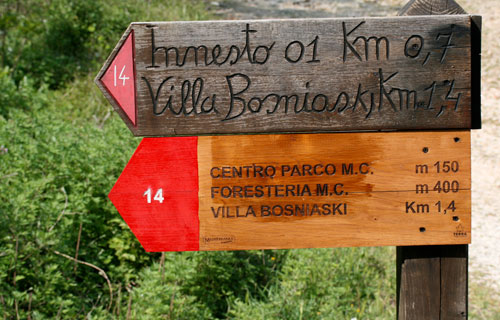 14
Innesto 01 Km 0,7
Villa Bosniaski Km 1,4
14
CENTRO PARCO M.C. m 150
FORESTERIA M.C. m 400
VILLA BOSNIASKI Km 1,4